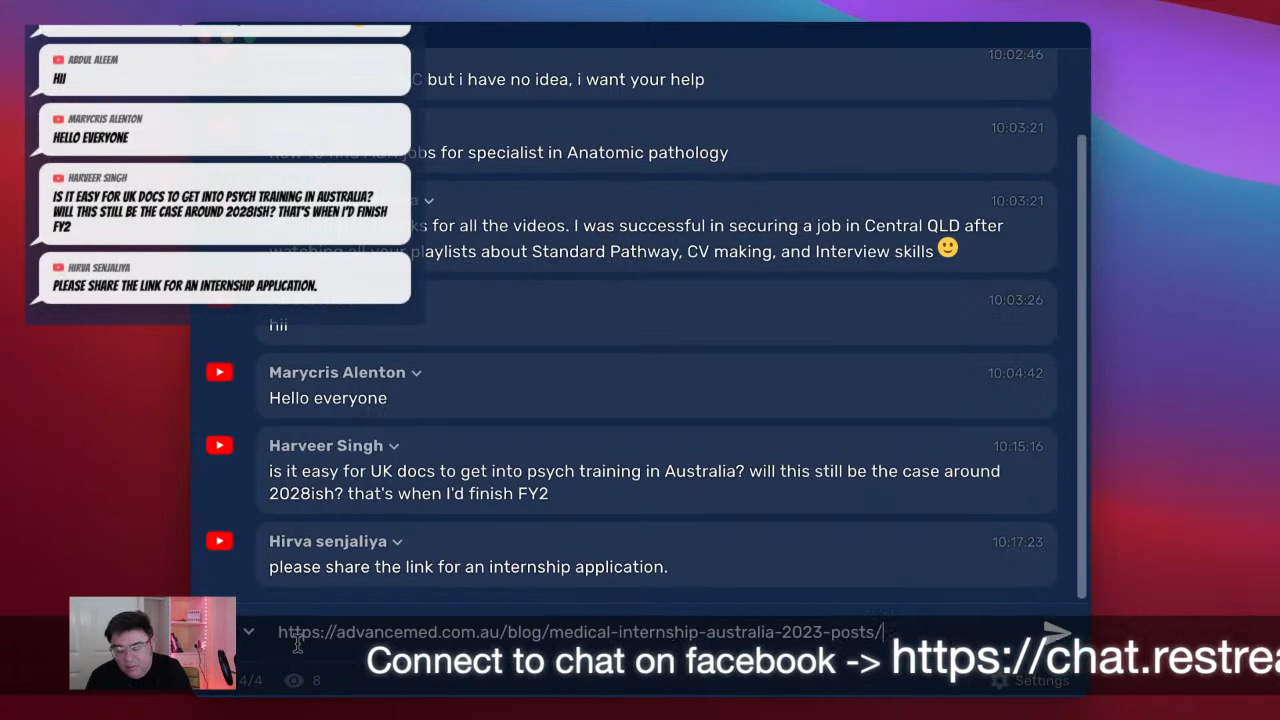 ABDUL ALEEM
HII
MARYCRIS ALENTON
HELLO EVERYONE
HARVEER SINGH
IS IT EASY FOR UK DOCS TO GET INTO PSYCH TRAINING IN AUSTRALIA?
WILL THIS STILL BE THE CASE AROUND 2028ISH? THAT'S WHEN I'D FINISH
FY2
HIRVA SENJALIYA
PLEASE SHARE THE LINK FOR AN INTERNSHIP APPLICATION.
10:02:46
but i have no idea, i want your help
10:03:21
for specialist in Anatomic pathology
10:03:21
for all the videos. I was successful in securing a job in Central QLD after
playlists about Standard Pathway, CV making, and Interview skills 🙂
10:03:26
hii
Marycris Alenton
10:04:42
Hello everyone
Harveer Singh
10:15:16
is it easy for UK docs to get into psych training in Australia? will this still be the case around
2028ish? that's when I'd finish FY2
Hirva senjaliya
10:17:23
please share the link for an internship application.
https://advancemed.com.au/blog/medical-internship-australia-2023-posts/
Connect to chat on facebook -> https://chat.restrea
4/4
8
Settings